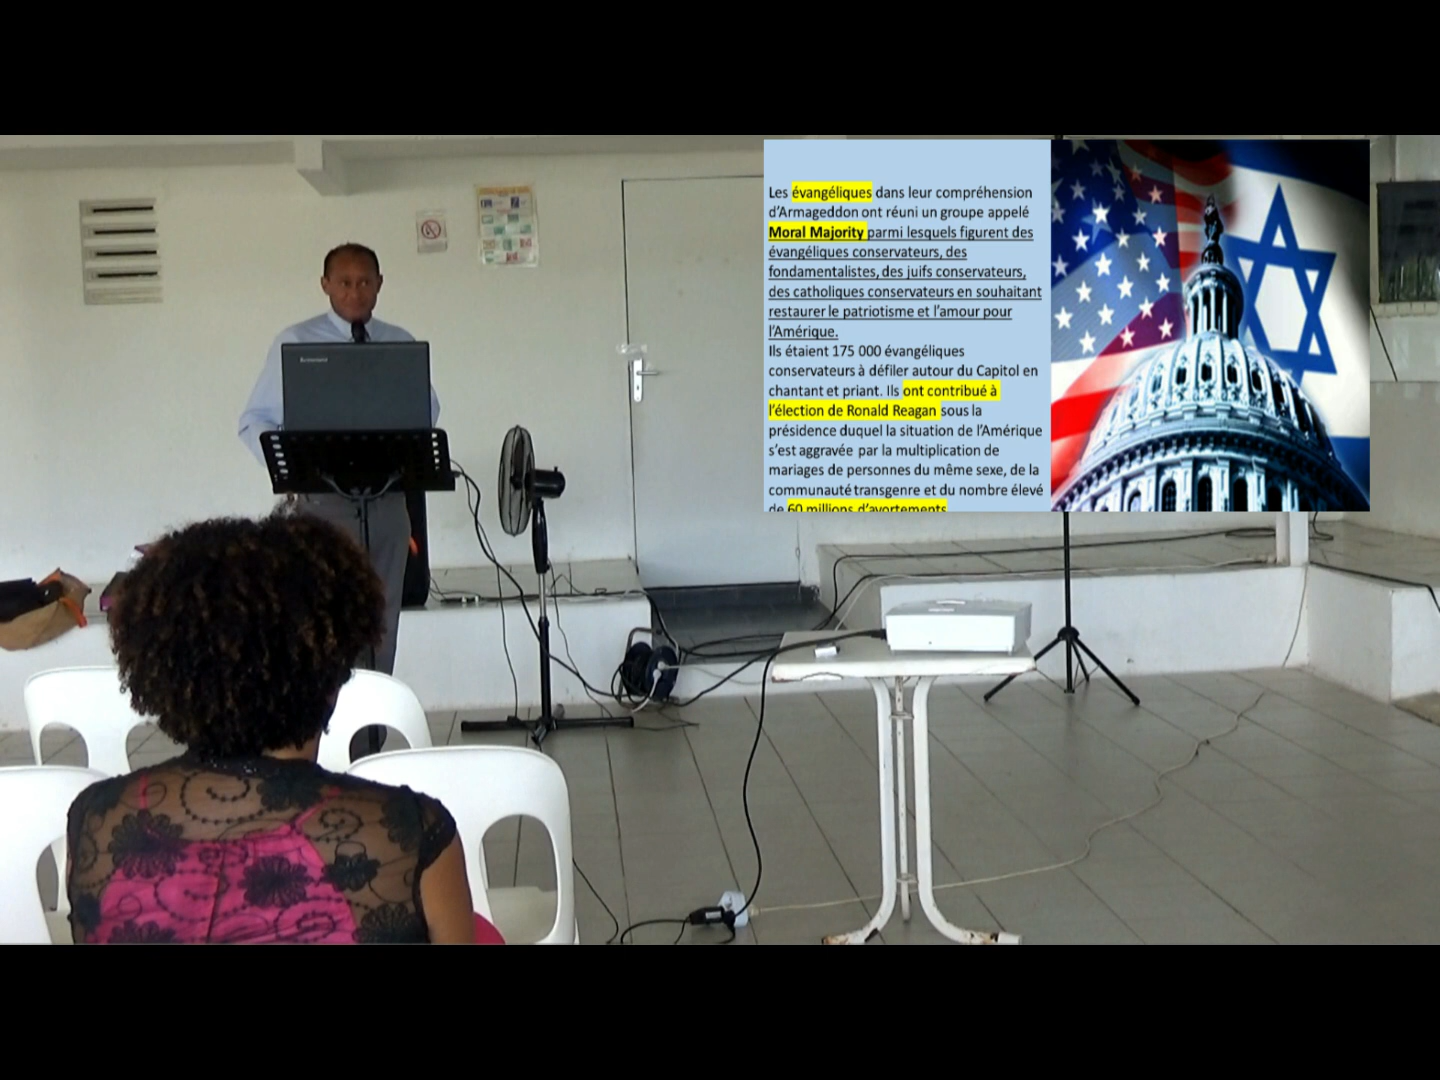 Les évangéliques dans leur compréhension
d'Armageddon ont réuni un groupe appelé
Moral Majority parmi lesquels figurent des
évangéliques conservateurs, des
fondamentalistes, des juifs conservateurs,
des catholiques conservateurs en souhaitant
restaurer le patriotisme et l'amour pour
l'Amérique.
Ils étaient 175 000 évangéliques
conservateurs à défiler autour du Capitol en
chantant et priant. Ils ont contribué à
l'élection de Ronald Reagan sous la
présidence duquel la situation de l'Amérique
s'est aggravée par la multiplication de
mariages de personnes du même sexe, de la
communauté transgenre et du nombre élevé
de 60 millions d'avortements